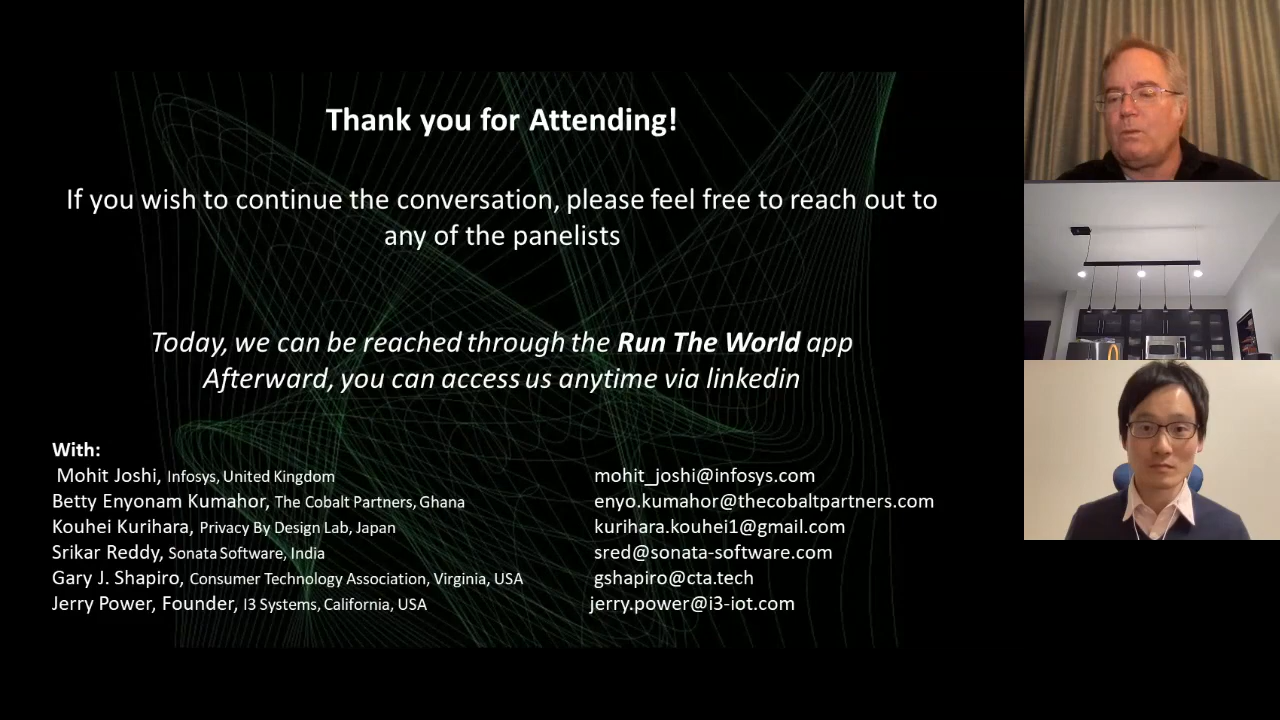 Thank you for Attending!
If you wish to continue the conversation, please feel free to reach out to
any of the panelists
Today, we can be reached through the Run The World app
Afterward, you can access us anytime via linkedin
With:
Mohit Joshi, Infosys, United Kingdom mohit_joshi@infosys.com
Betty Enyonam Kumahor, The Cobalt Partners, Ghana enyo.kumahor@thecobaltpartners.com
Kouhei Kurihara, Privacy By Design Lab, Japan kurihara.kouhei1@gmail.com
Srikar Reddy, Sonata Software, India sred@sonata-software.com
Gary J. Shapiro, Consumer Technology Association, Virginia, USA gshapiro@cta.tech
Jerry Power, Founder, I3 Systems, California, USA jerry.power@i3-iot.com